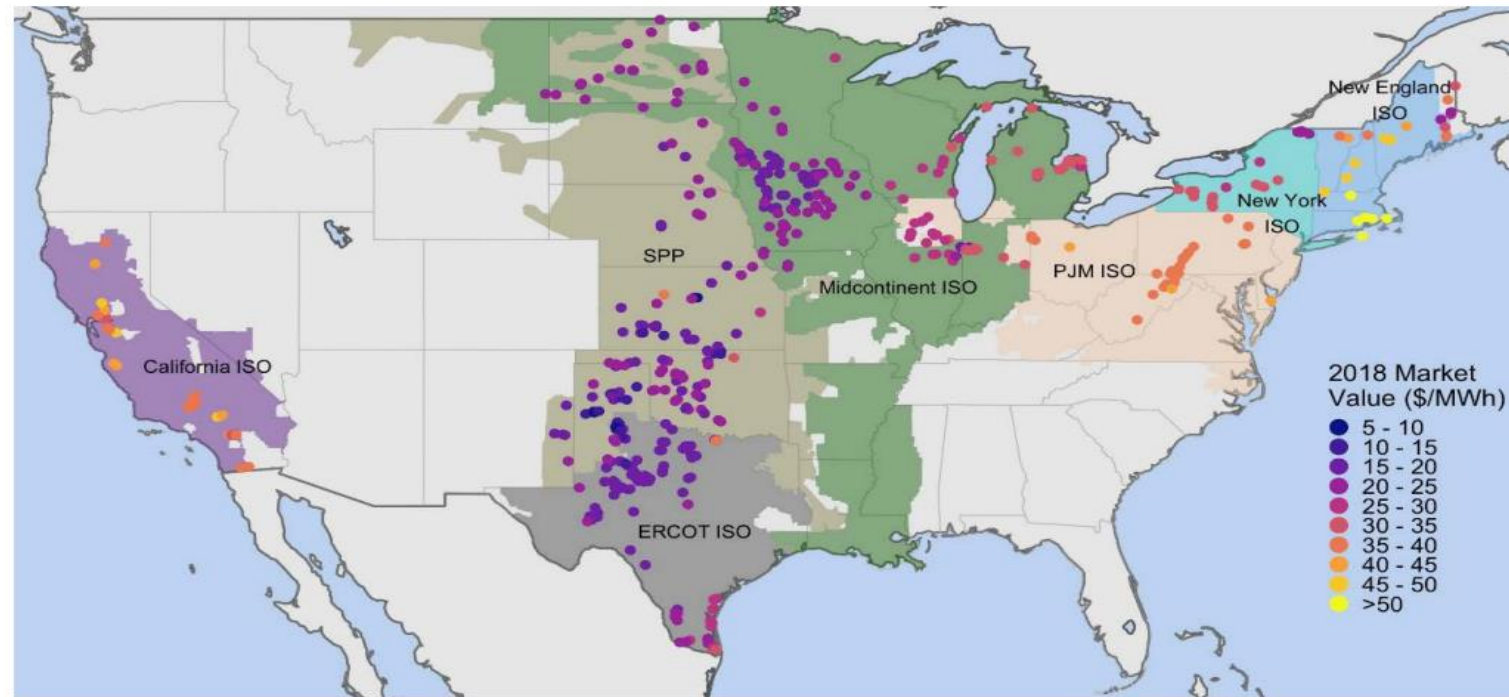 New England
ISO
New York
ISO
SPP
PJM ISO
Midcontinent ISO
California ISO
ERCOT ISO
2018 Market
Value ($/MWh)
5 - 10
10 - 15
15 - 20
20 - 25
25 - 30
30 - 35
35 - 40
40 - 45
45 - 50
>50